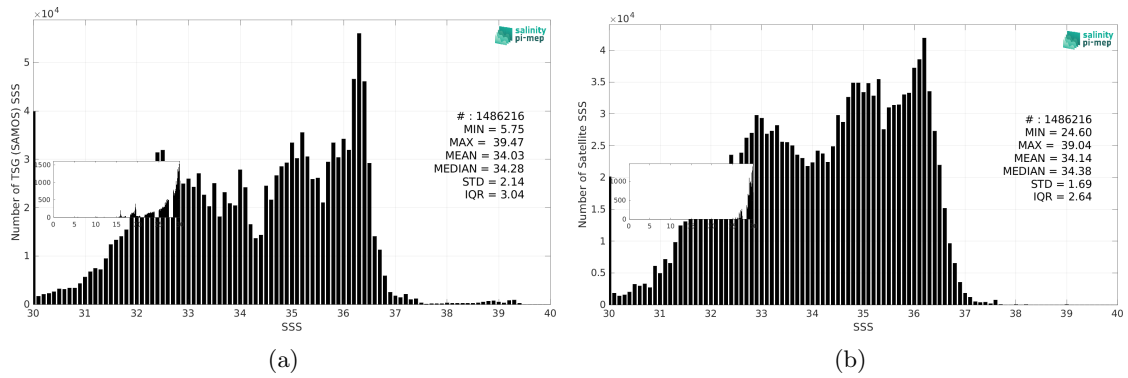 ×10⁴
salinity
pi-mep
5
4
3
2
1
0
Number of TSG (SAMOS) SSS
# : 1486216
MIN = 5.75
MAX = 39.47
MEAN = 34.03
MEDIAN = 34.28
STD = 2.14
IQR = 3.04
1500
1000
500
0
0 5 10 15 20 25
30 31 32 33 34 35 36 37 38 39 40
SSS
(a)
×10⁴
salinity
pi-mep
4
3.5
3
2.5
2
1.5
1
0.5
0
Number of Satellite SSS
# : 1486216
MIN = 24.60
MAX = 39.04
MEAN = 34.14
MEDIAN = 34.38
STD = 1.69
IQR = 2.64
1000
500
0
0 5 10 15 20 25
30 31 32 33 34 35 36 37 38 39 40
SSS
(b)